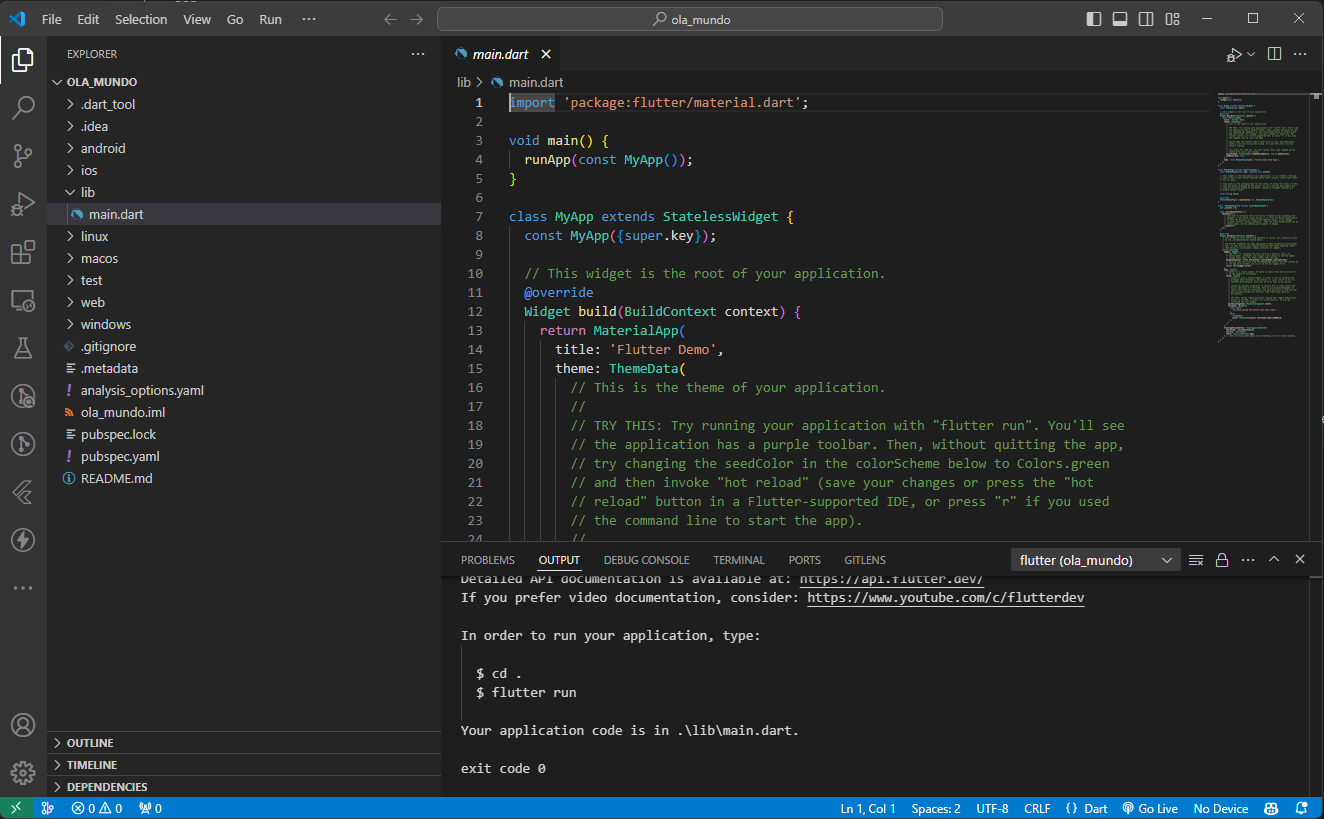 File Edit Selection View Go Run ··· ola_mundo
EXPLORER ···
OLA_MUNDO
.dart_tool
.idea
android
ios
lib
main.dart
linux
macos
test
web
windows
.gitignore
.metadata
analysis_options.yaml
ola_mundo.iml
pubspec.lock
pubspec.yaml
README.md
OUTLINE
TIMELINE
DEPENDENCIES
main.dart
lib > main.dart
1 import 'package:flutter/material.dart';
2
3 void main() {
4   runApp(const MyApp());
5 }
6
7 class MyApp extends StatelessWidget {
8   const MyApp({super.key});
9
10   // This widget is the root of your application.
11   @override
12   Widget build(BuildContext context) {
13     return MaterialApp(
14       title: 'Flutter Demo',
15       theme: ThemeData(
16         // This is the theme of your application.
17         //
18         // TRY THIS: Try running your application with "flutter run". You'll see
19         // the application has a purple toolbar. Then, without quitting the app,
20         // try changing the seedColor in the colorScheme below to Colors.green
21         // and then invoke "hot reload" (save your changes or press the "hot
22         // reload" button in a Flutter-supported IDE, or press "r" if you used
23         // the command line to start the app).
24         //
PROBLEMS OUTPUT DEBUG CONSOLE TERMINAL PORTS GITLENS flutter (ola_mundo)
Detailed API documentation is available at: https://api.flutter.dev/
If you prefer video documentation, consider: https://www.youtube.com/c/flutterdev
In order to run your application, type:
$ cd .
$ flutter run
Your application code is in .\lib\main.dart.
exit code 0
0 0 0 Ln 1, Col 1 Spaces: 2 UTF-8 CRLF {} Dart Go Live No Device